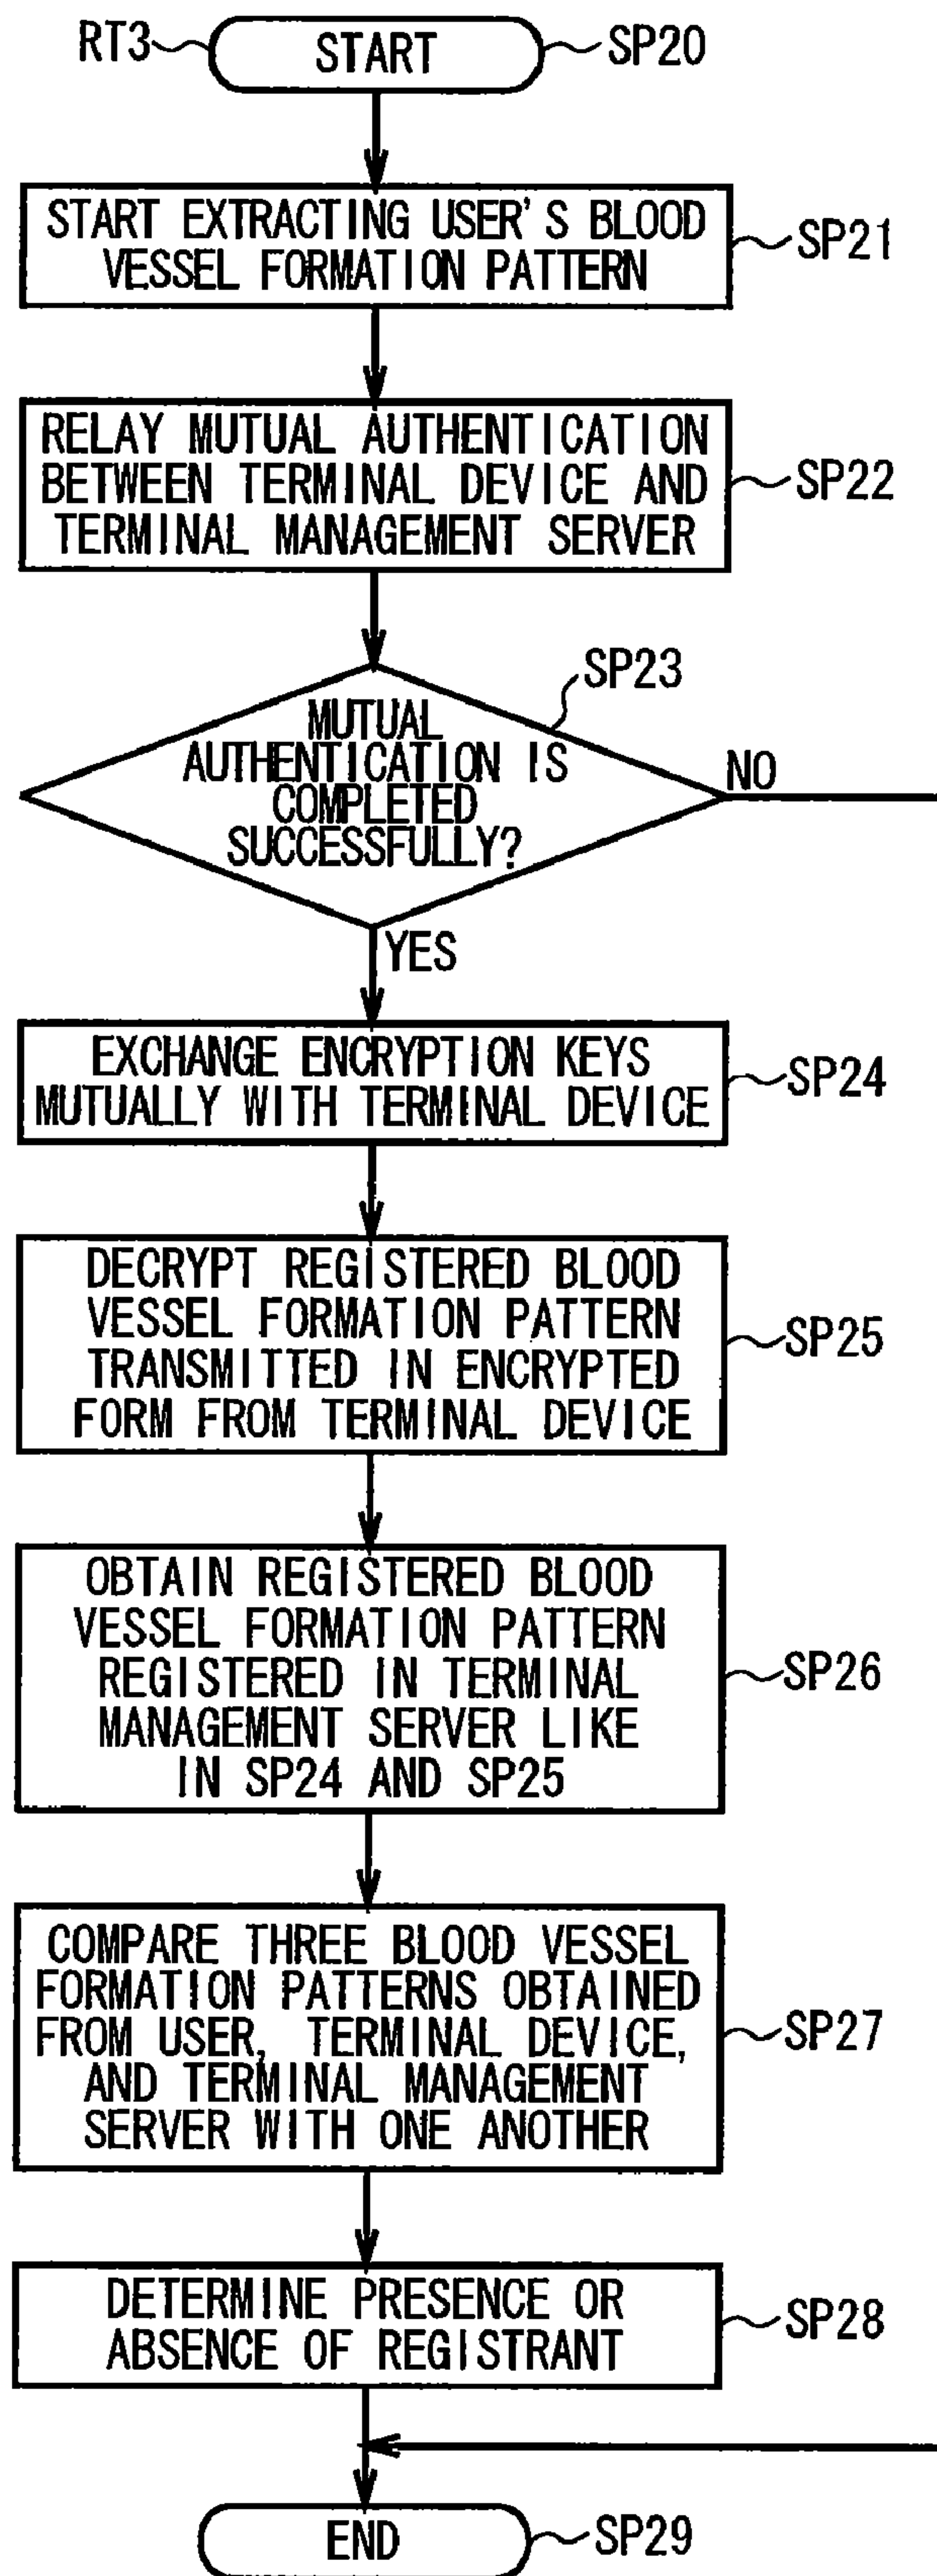 RT3
START
SP20
START EXTRACTING USER'S BLOOD
VESSEL FORMATION PATTERN
SP21
RELAY MUTUAL AUTHENTICATION
BETWEEN TERMINAL DEVICE AND
TERMINAL MANAGEMENT SERVER
SP22
SP23
MUTUAL
AUTHENTICATION IS
COMPLETED
SUCCESSFULLY?
NO
YES
EXCHANGE ENCRYPTION KEYS
MUTUALLY WITH TERMINAL DEVICE
SP24
DECRYPT REGISTERED BLOOD
VESSEL FORMATION PATTERN
TRANSMITTED IN ENCRYPTED
FORM FROM TERMINAL DEVICE
SP25
OBTAIN REGISTERED BLOOD
VESSEL FORMATION PATTERN
REGISTERED IN TERMINAL
MANAGEMENT SERVER LIKE
IN SP24 AND SP25
SP26
COMPARE THREE BLOOD VESSEL
FORMATION PATTERNS OBTAINED
FROM USER, TERMINAL DEVICE,
AND TERMINAL MANAGEMENT
SERVER WITH ONE ANOTHER
SP27
DETERMINE PRESENCE OR
ABSENCE OF REGISTRANT
SP28
END
SP29